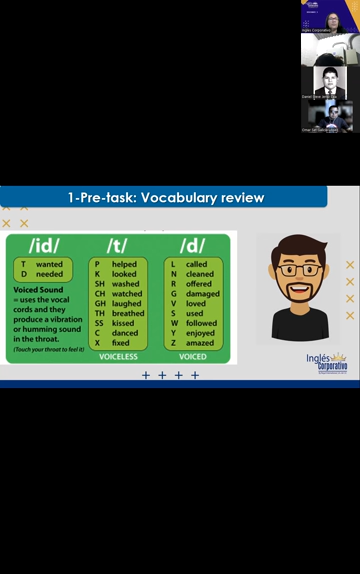 Inglés Corporativo
1-Pre-task: Vocabulary review
/id/
T wanted
D needed
Voiced Sound
= uses the vocal
cords and they
produce a vibration
or humming sound
in the throat.
(Touch your throat to feel it)
/t/
P helped
K looked
SH washed
CH watched
GH laughed
TH breathed
SS kissed
C danced
X fixed
VOICELESS
/d/
L called
N cleaned
R offered
G damaged
V loved
S used
W followed
Y enjoyed
Z amazed
VOICED
Inglés
corporativo